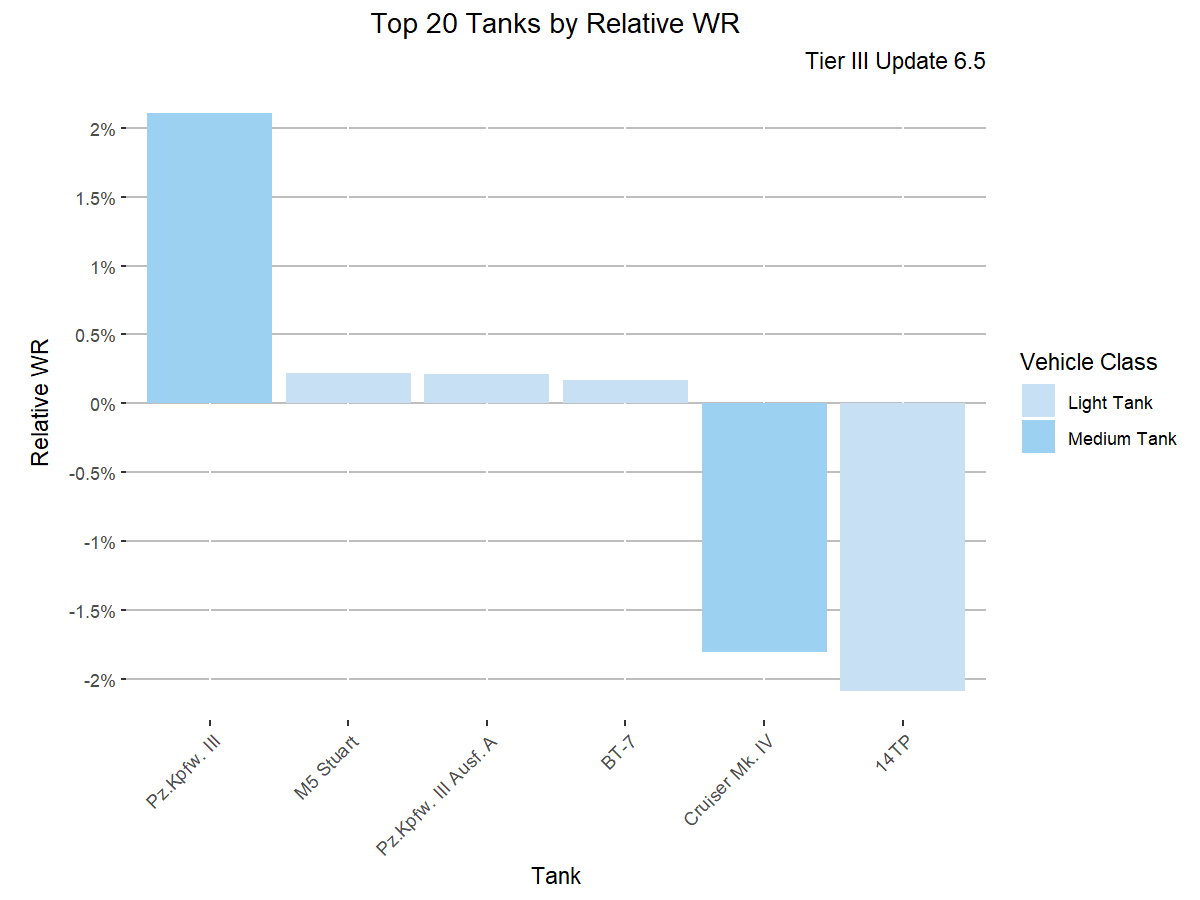 Top 20 Tanks by Relative WR
Tier III Update 6.5
2%
1.5%
1%
0.5%
0%
-0.5%
-1%
-1.5%
-2%
Relative WR
Pz.Kpfw. III
M5 Stuart
Pz.Kpfw. III Ausf. A
BT-7
Cruiser Mk. IV
14TP
Tank
Vehicle Class
Light Tank
Medium Tank